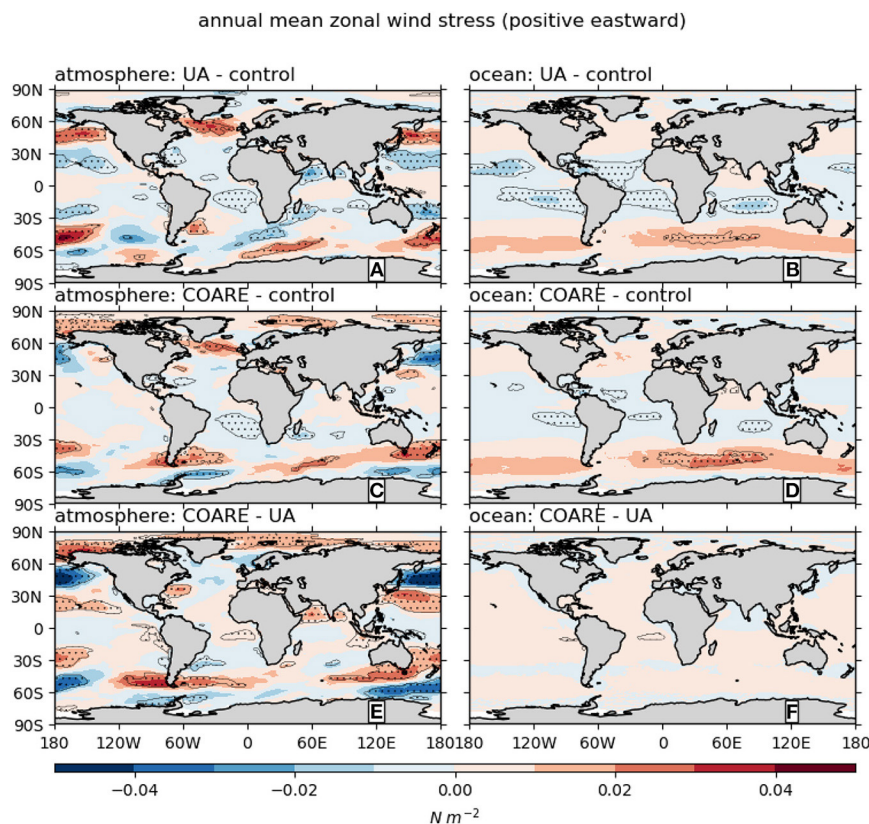 annual mean zonal wind stress (positive eastward)
atmosphere: UA - control
ocean: UA - control
90N
60N
30N
0
30S
60S
90S
A
B
atmosphere: COARE - control
ocean: COARE - control
90N
60N
30N
0
30S
60S
90S
C
D
atmosphere: COARE - UA
ocean: COARE - UA
90N
60N
30N
0
30S
60S
90S
E
F
180 120W 60W 0 60E 120E 180 180 120W 60W 0 60E 120E 180
−0.04 −0.02 0.00 0.02 0.04
N m⁻²